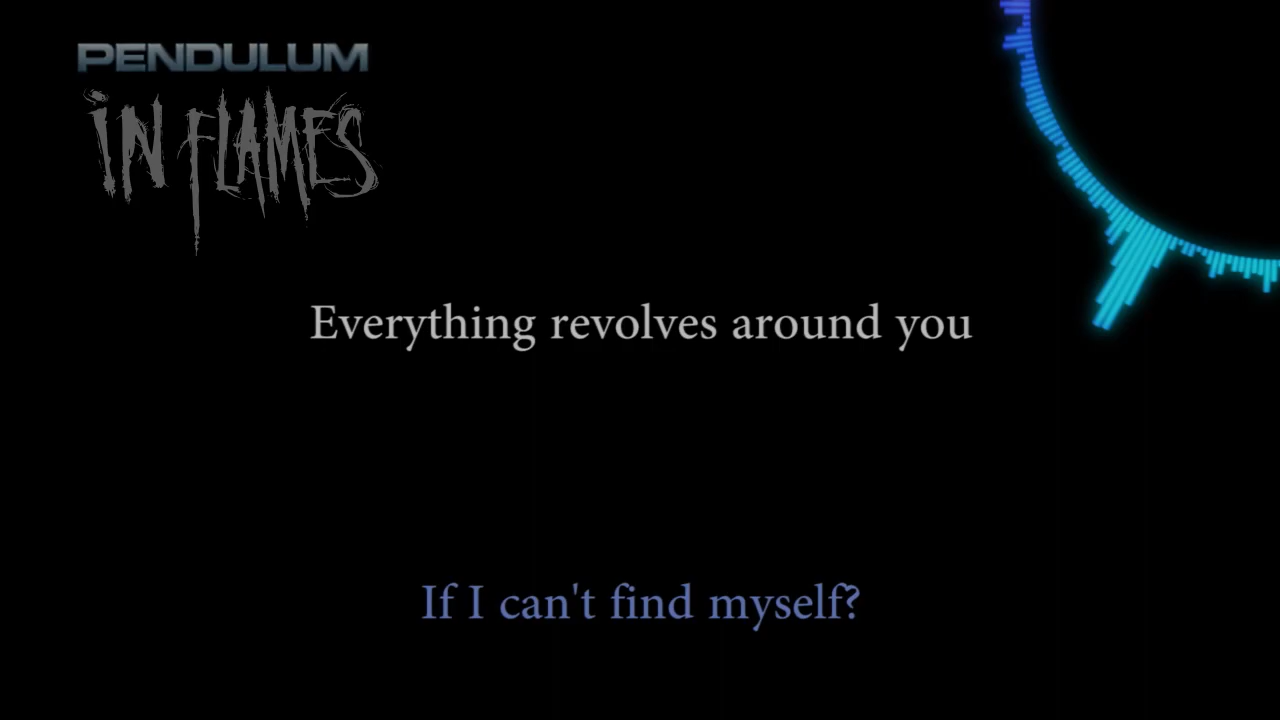 PENDULUM
IN FLAMES
Everything revolves around you
If I can't find myself?